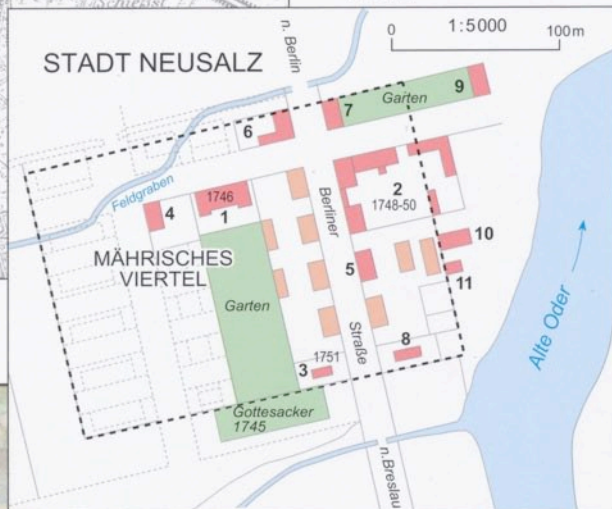 1:5000
0 100m
STADT NEUSALZ
n. Berlin
9
7
Garten
6
Feldgraben
Berliner
Straße
1746
1
4
2
1748-50
10
MÄHRISCHES
VIERTEL
5
11
Garten
Alte Oder
1751
3
8
Gottesacker
1745
n. Breslau